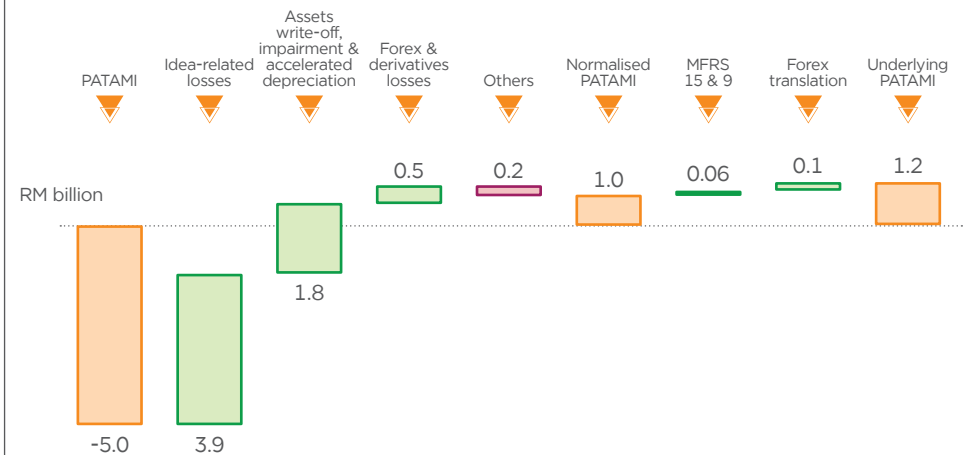 PATAMI
Idea-related
losses
Assets
write-off,
impairment &
accelerated
depreciation
Forex &
derivatives
losses
Others
Normalised
PATAMI
MFRS
15 & 9
Forex
translation
Underlying
PATAMI
RM billion
-5.0
3.9
1.8
0.5
0.2
1.0
0.06
0.1
1.2